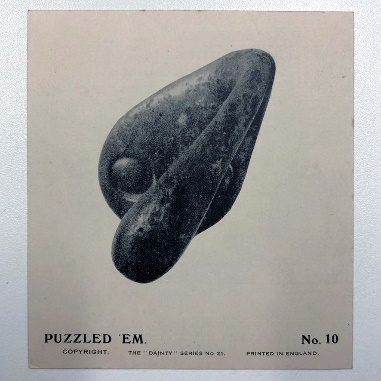 PUZZLED 'EM. No. 10
COPYRIGHT. THE "DAINTY" SERIES No 21. PRINTED IN ENGLAND.